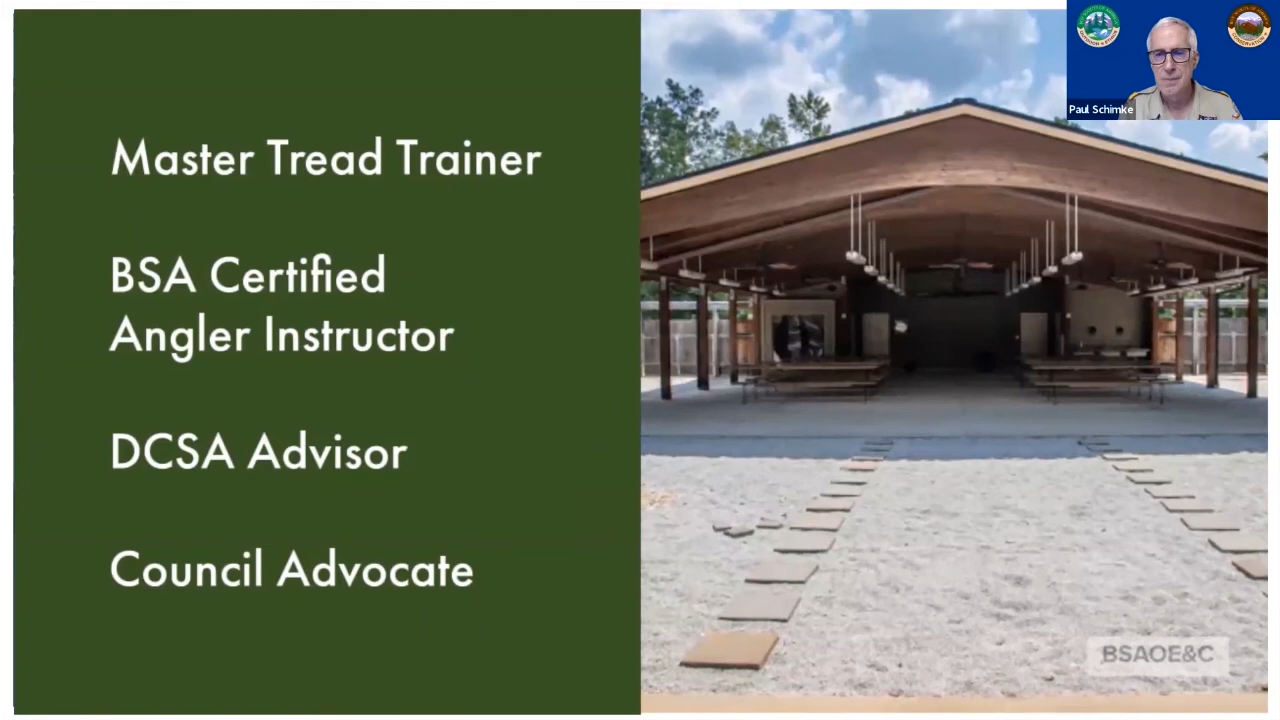 Master Tread Trainer
BSA Certified
Angler Instructor
DCSA Advisor
Council Advocate
Paul Schimke
BSAOE&C